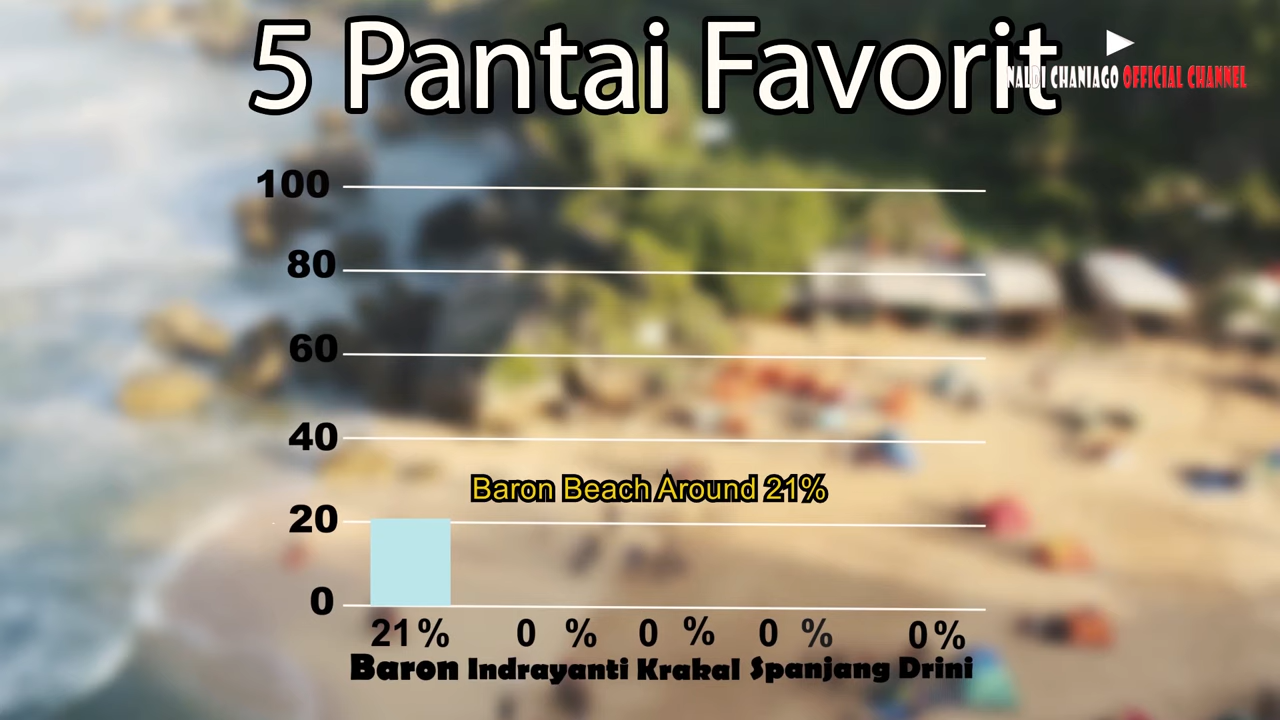 5 Pantai Favorit
NALDI CHANIAGO OFFICIAL CHANNEL
100
80
60
40
Baron Beach Around 21%
20
0
21% 0 % 0 % 0 % 0%
Baron Indrayanti Krakal Spanjang Drini